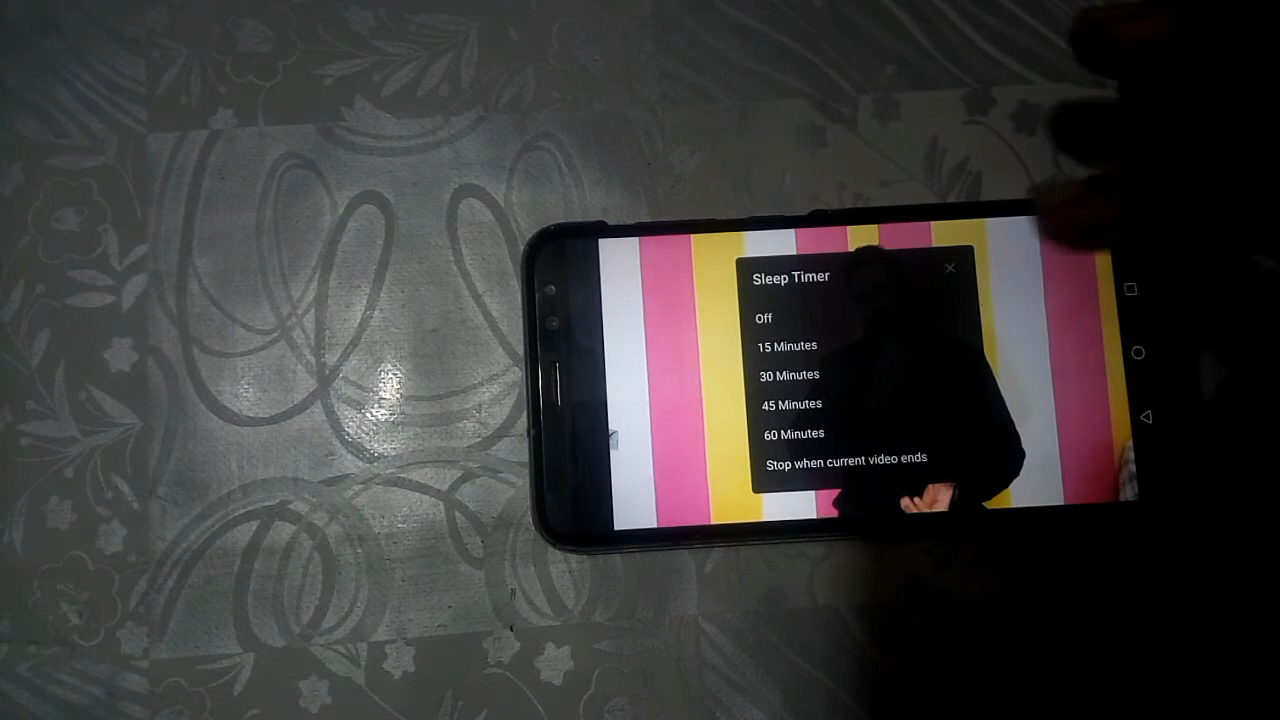 Sleep Timer
Off
15 Minutes
30 Minutes
45 Minutes
60 Minutes
Stop when current video ends